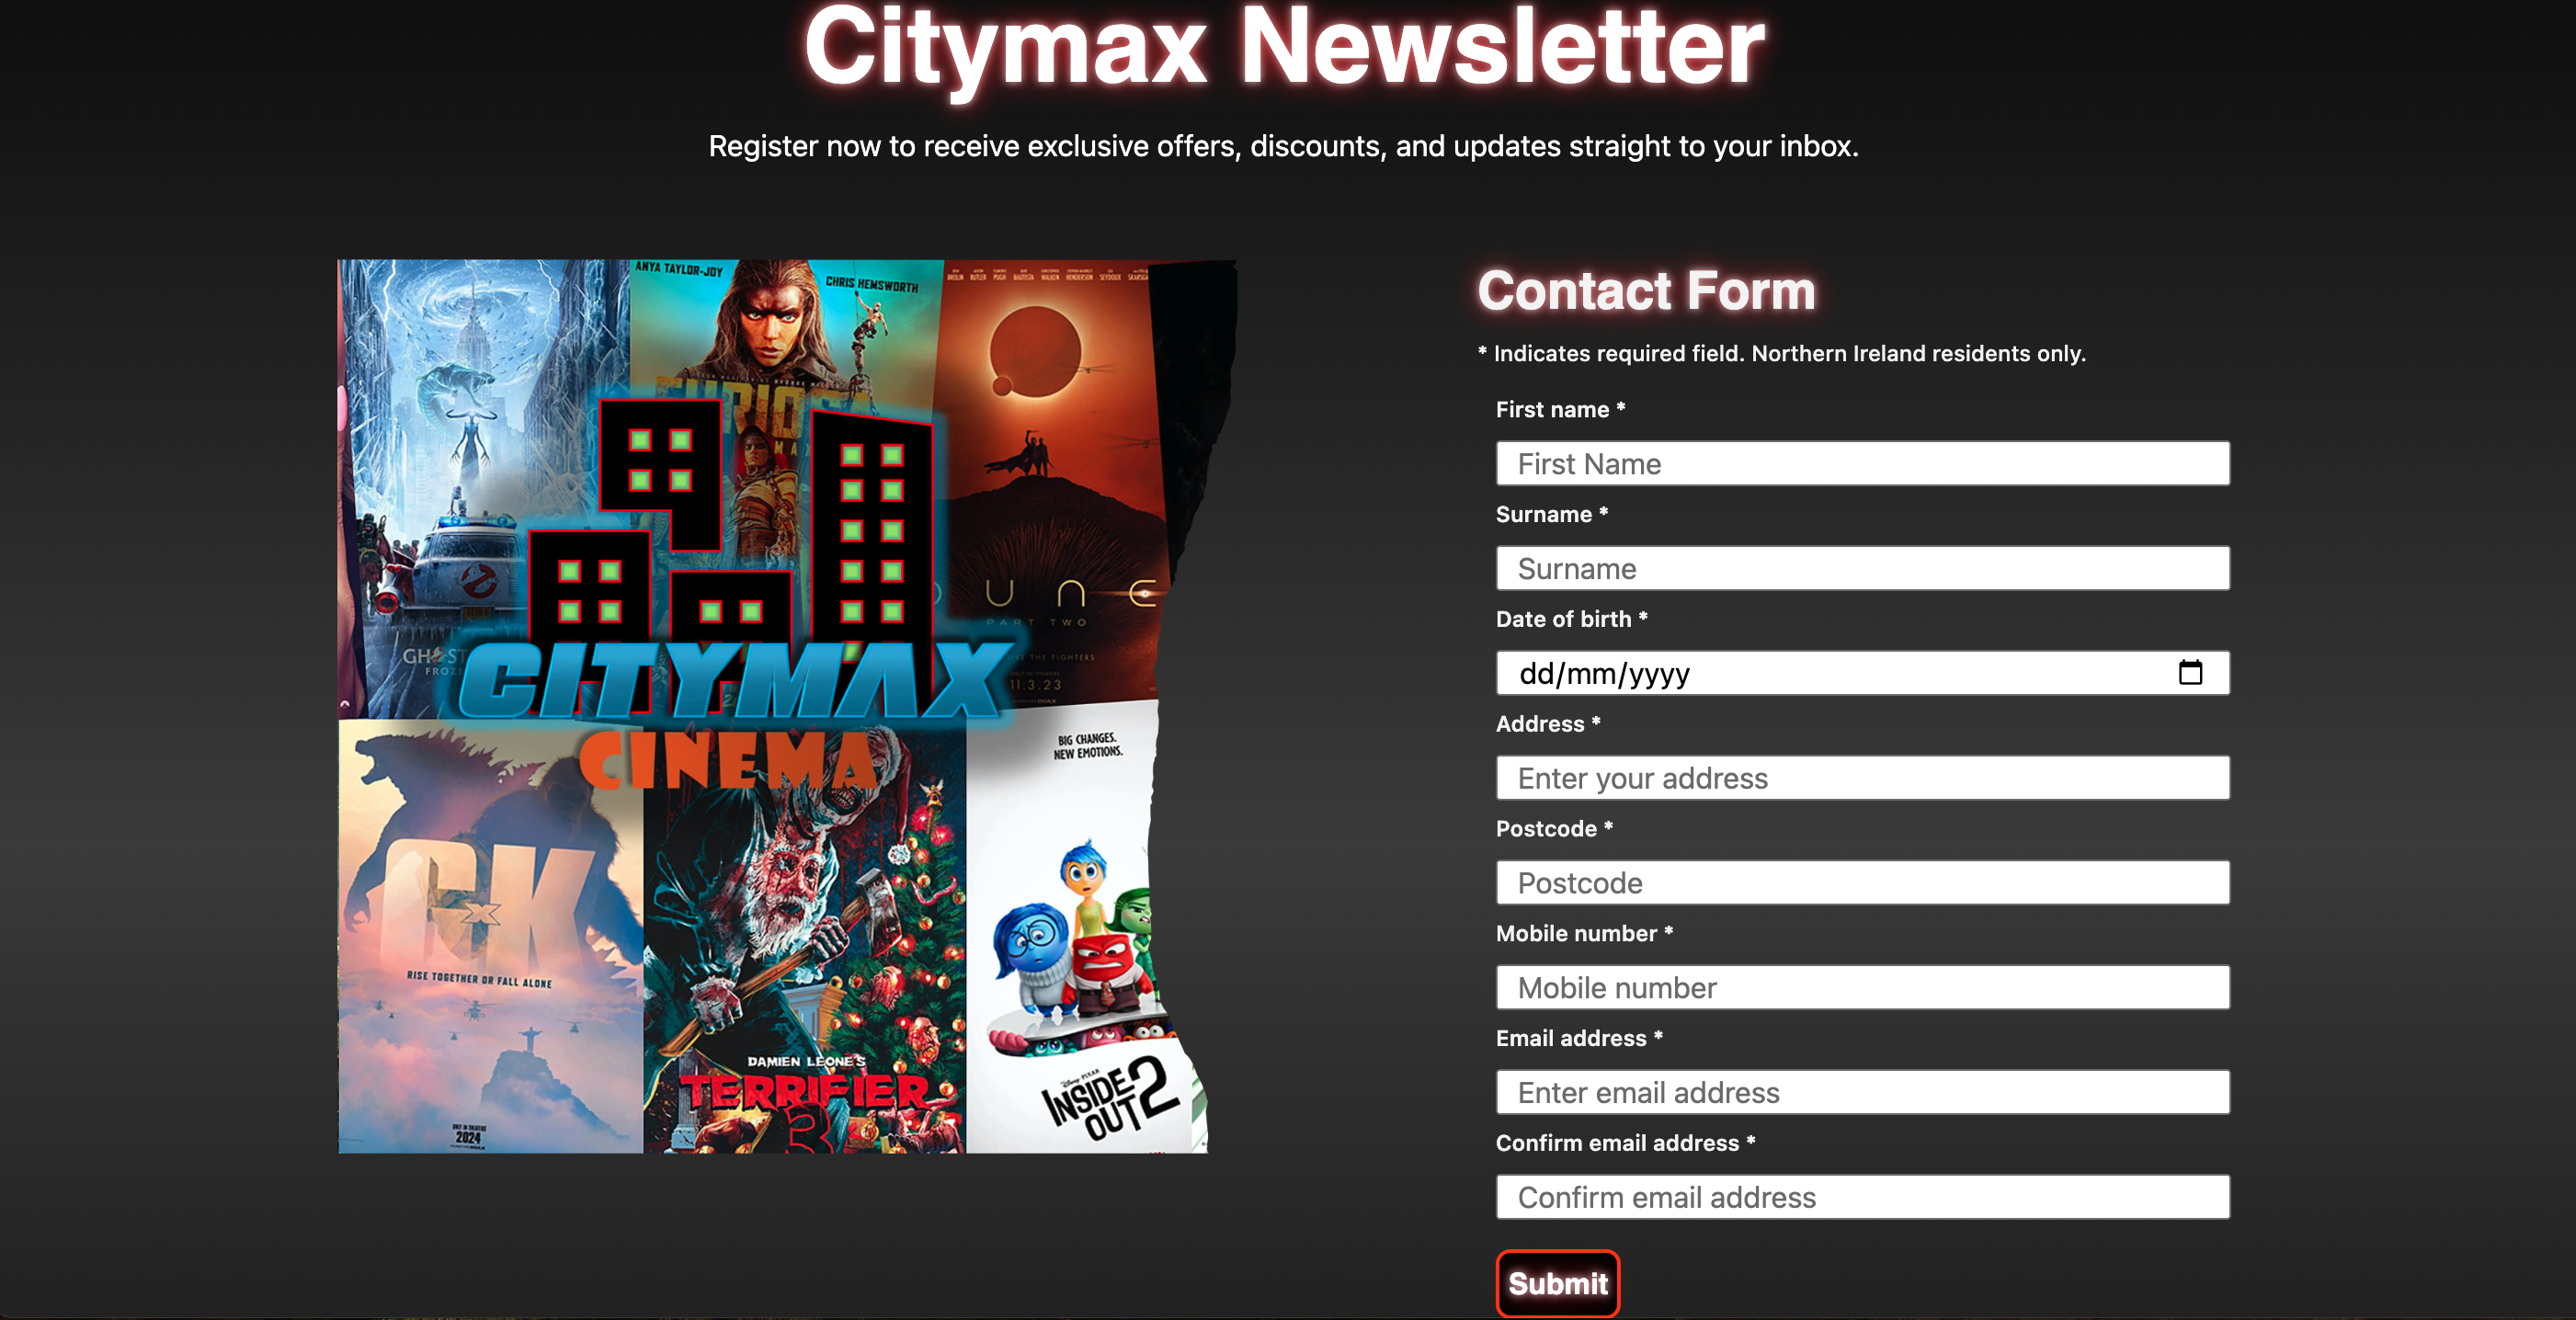 Citymax Newsletter
Register now to receive exclusive offers, discounts, and updates straight to your inbox.
ANYA TAYLOR-JOY
CHRIS HEMSWORTH
UNE
PART TWO
11.3.23
CITYMAX
CINEMA
BIG CHANGES.
NEW EMOTIONS.
GK
RISE TOGETHER OR FALL ALONE
2024
DAMIEN LEONE'S
TERRIFIER
3
INSIDE
OUT 2
Contact Form
* Indicates required field. Northern Ireland residents only.
First name *
First Name
Surname *
Surname
Date of birth *
dd/mm/yyyy
Address *
Enter your address
Postcode *
Postcode
Mobile number *
Mobile number
Email address *
Enter email address
Confirm email address *
Confirm email address
Submit